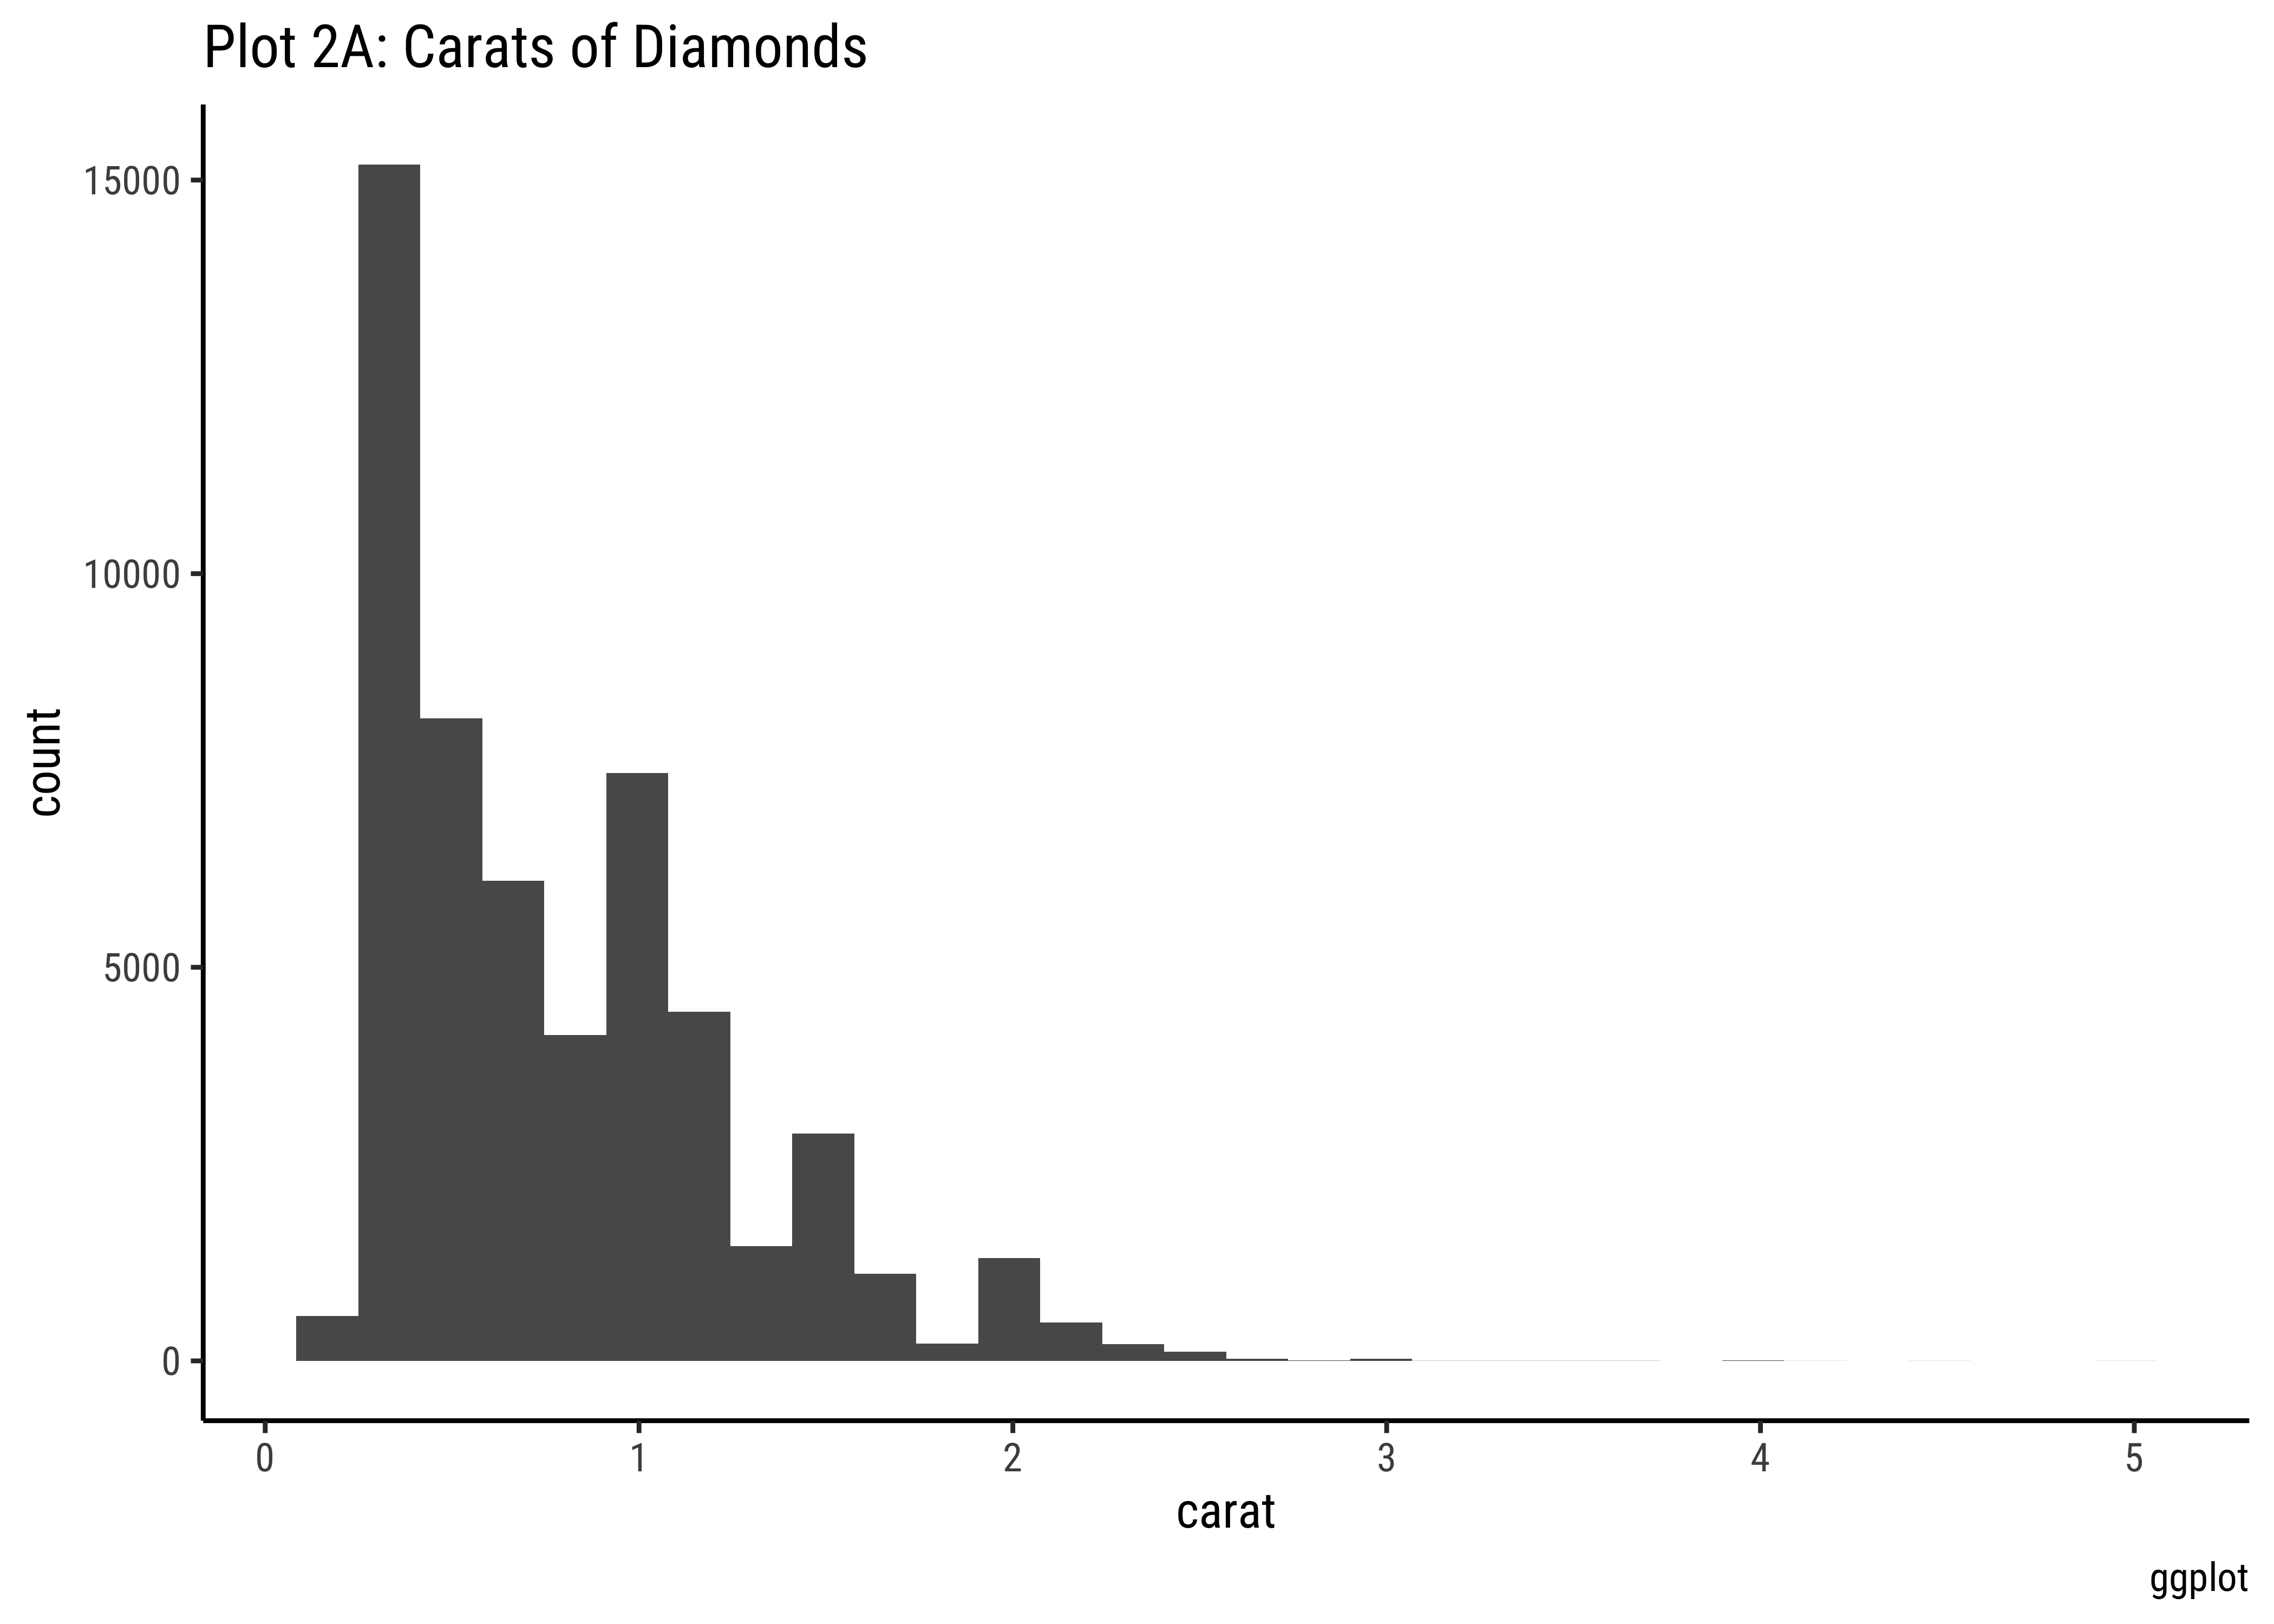 Plot 2A: Carats of Diamonds
15000
10000
5000
0
count
0 1 2 3 4 5
carat
ggplot